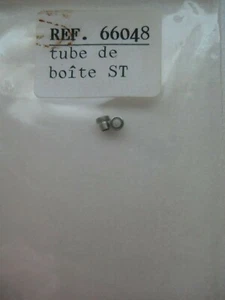 REF. 66048
tube de
boîte ST